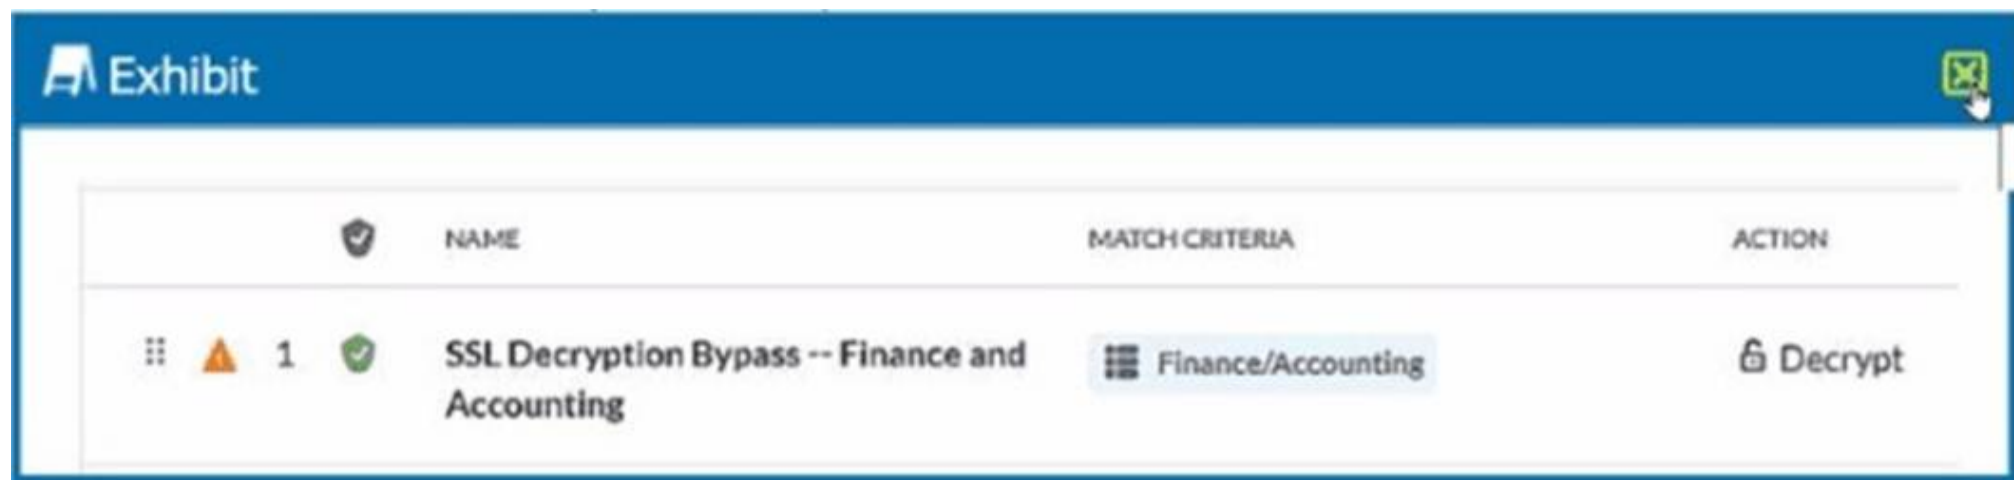 Exhibit
NAME MATCH CRITERIA ACTION
1 SSL Decryption Bypass -- Finance and Finance/Accounting Decrypt
Accounting